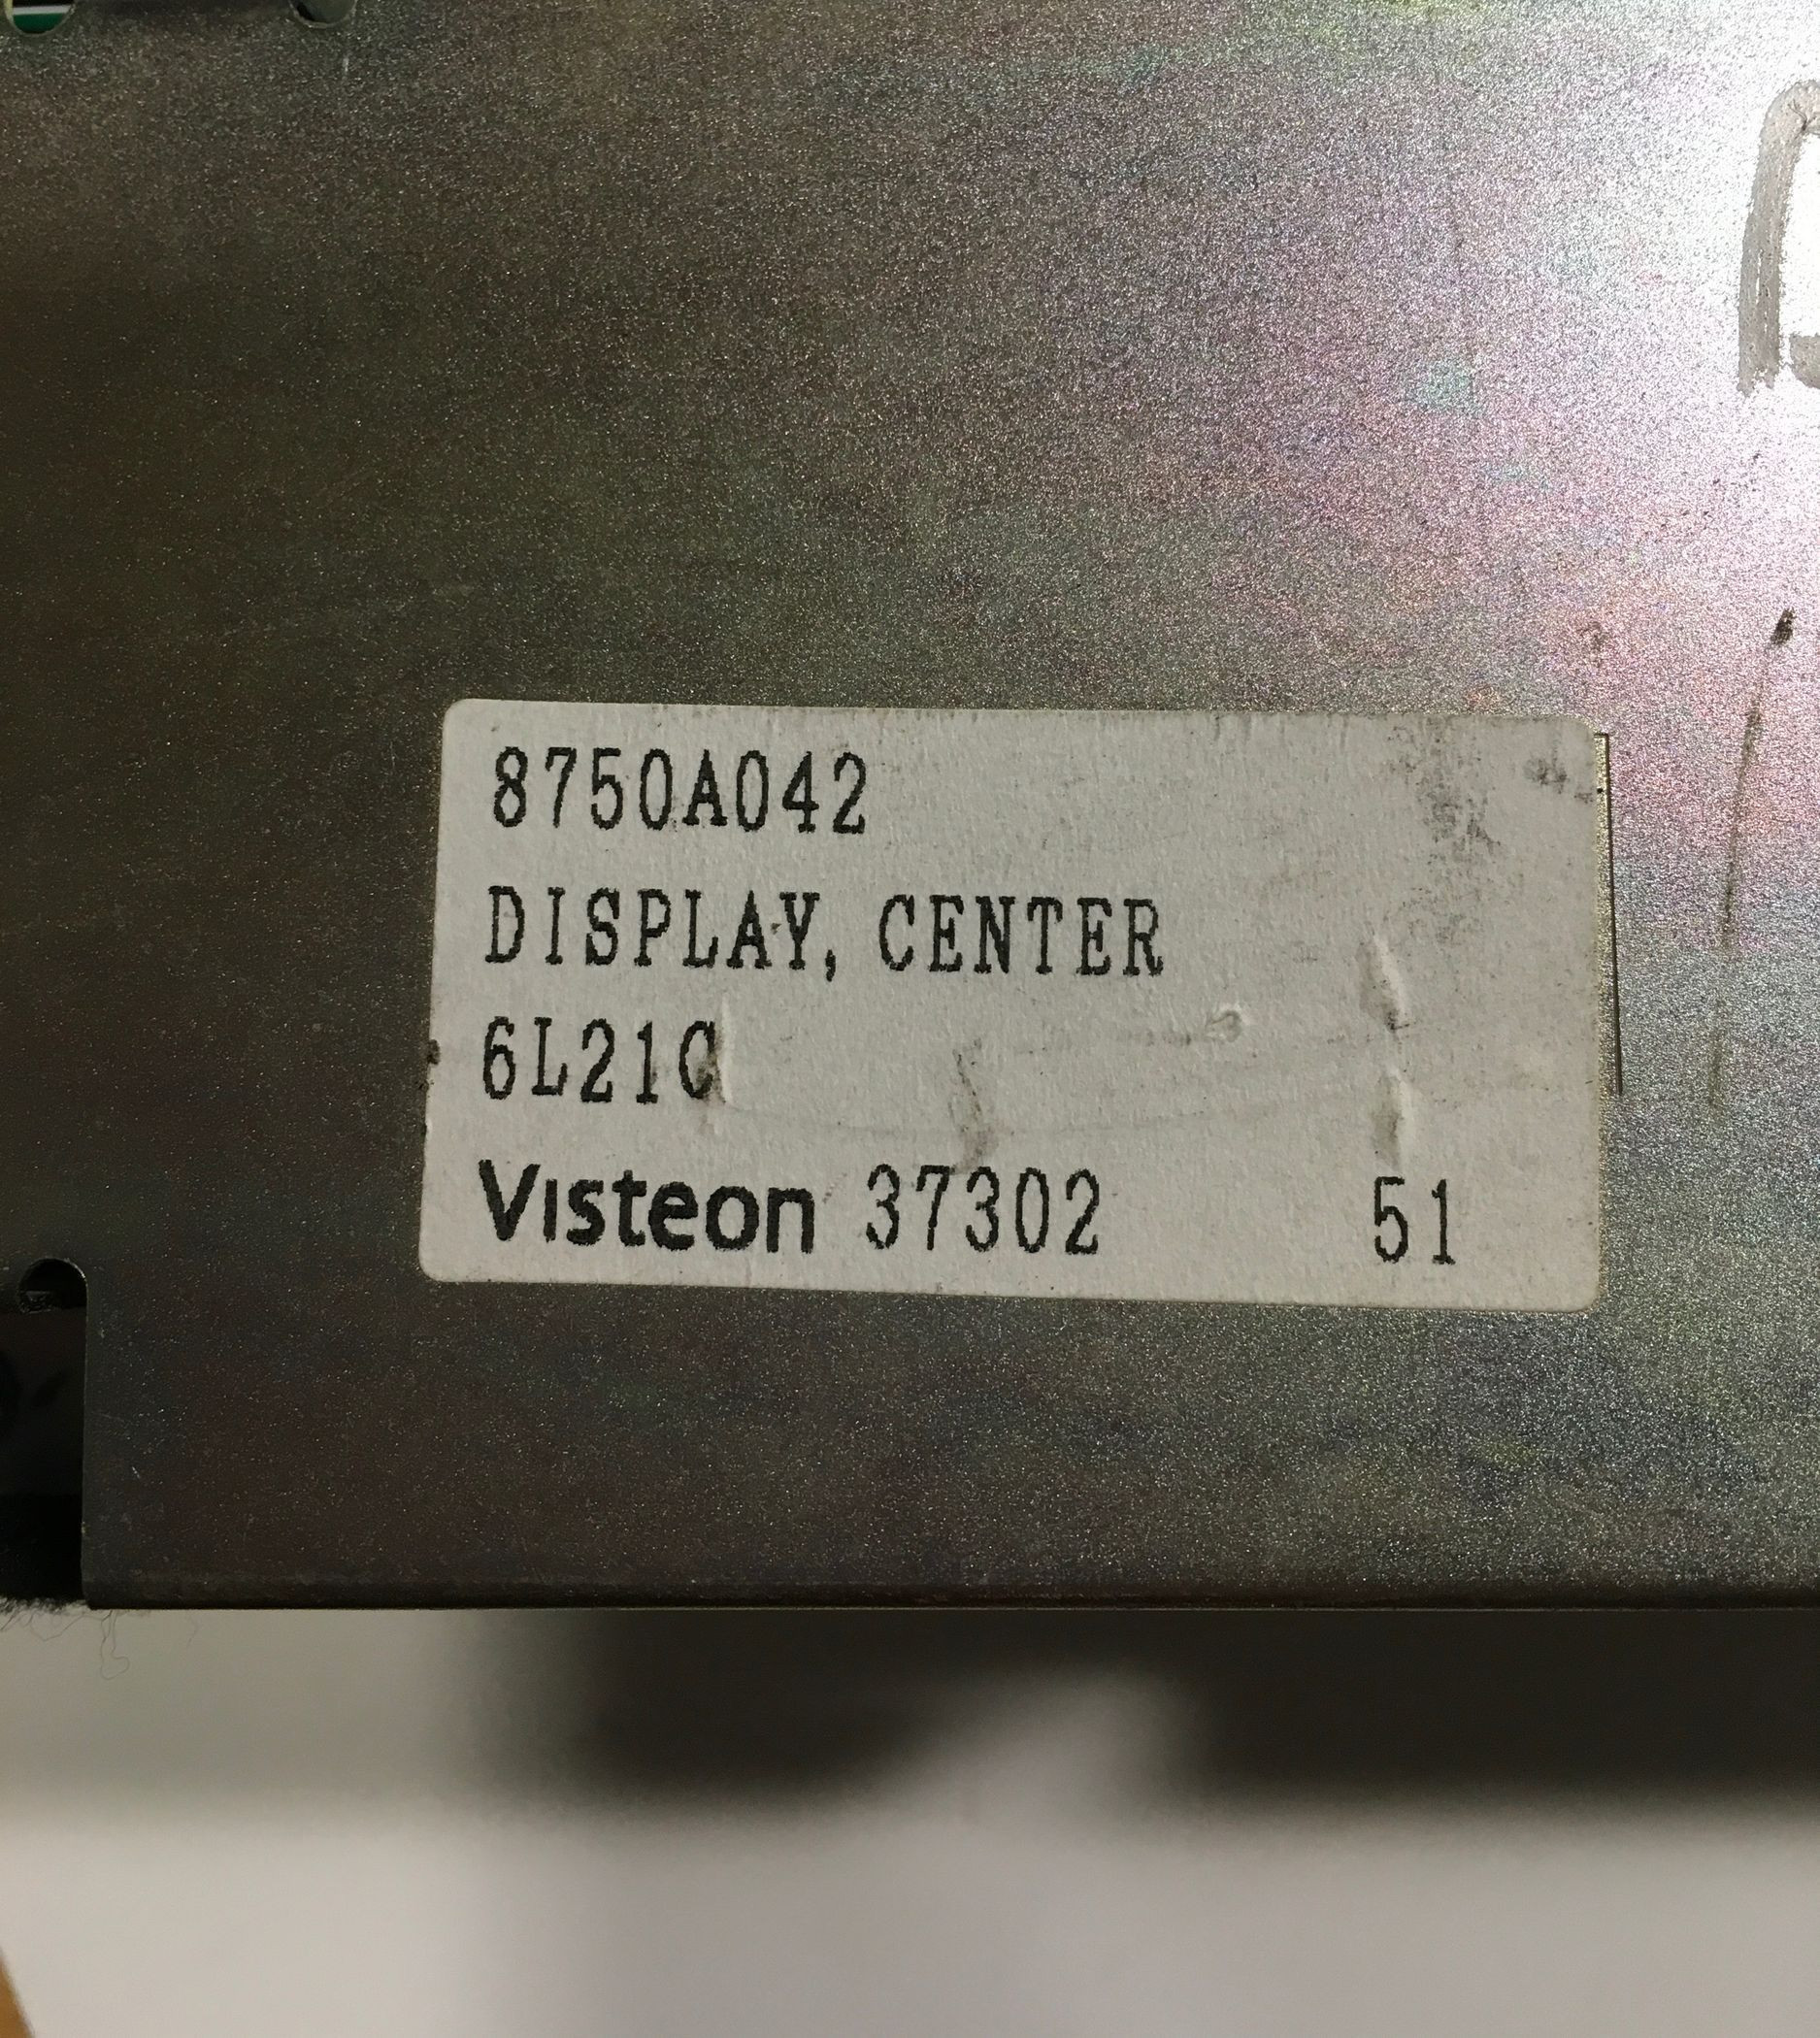 8750A042
DISPLAY, CENTER
6L21C
Visteon 37302 51